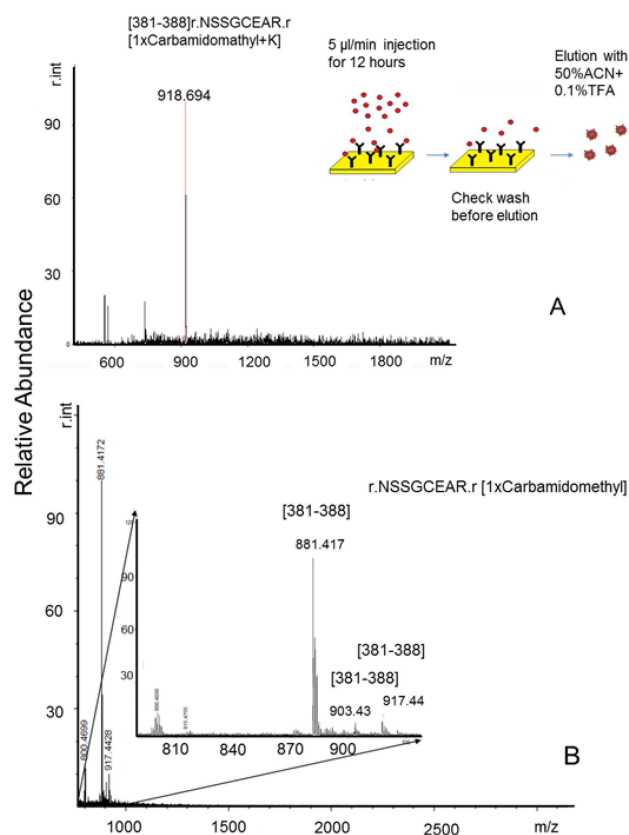 [381-388]r.NSSGCEAR.r
[1xCarbamidomathyl+K]
5 µl/min injection
for 12 hours
Elution with
50%ACN+
0.1%TFA
Check wash
before elution
r.int
918.694
90
60
30
0
600
900
1200
1500
1800
m/z
A
Relative Abundance
r.int
881.4172
r.NSSGCEAR.r [1xCarbamidomethyl]
[381-388]
881.417
[381-388]
[381-388]
903.43
917.44
90
60
30
810
840
870
900
90
60
30
800.4699
917.4428
B
1000
1500
2000
2500
m/z